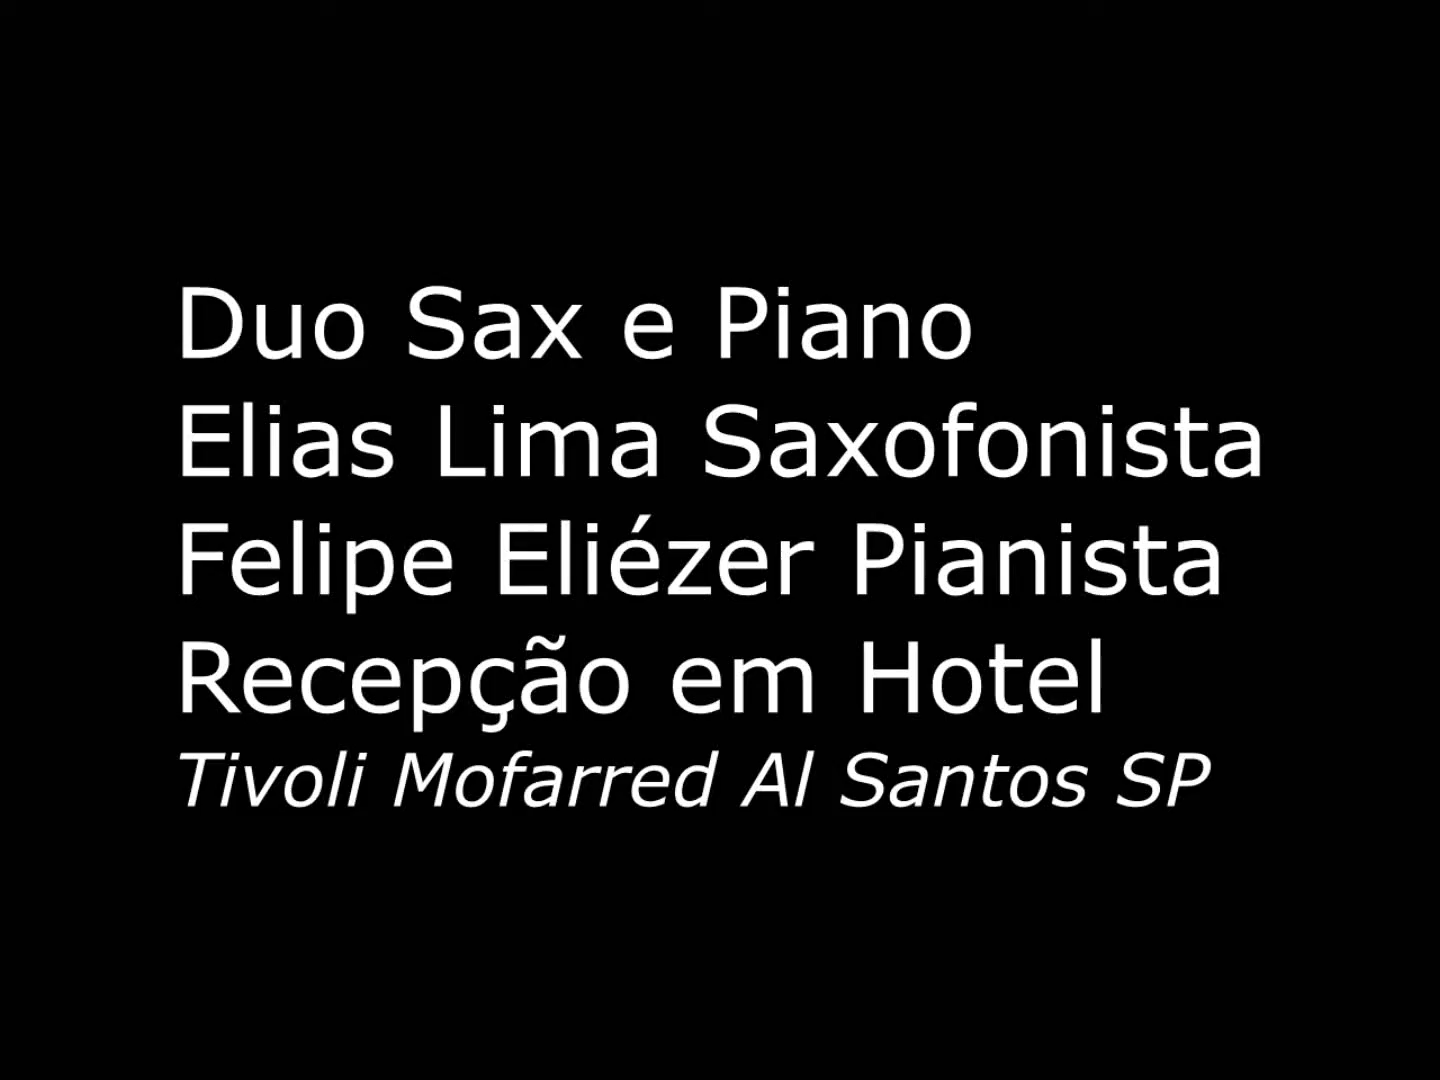 Duo Sax e Piano
Elias Lima Saxofonista
Felipe Eliézer Pianista
Recepção em Hotel
Tivoli Mofarred Al Santos SP